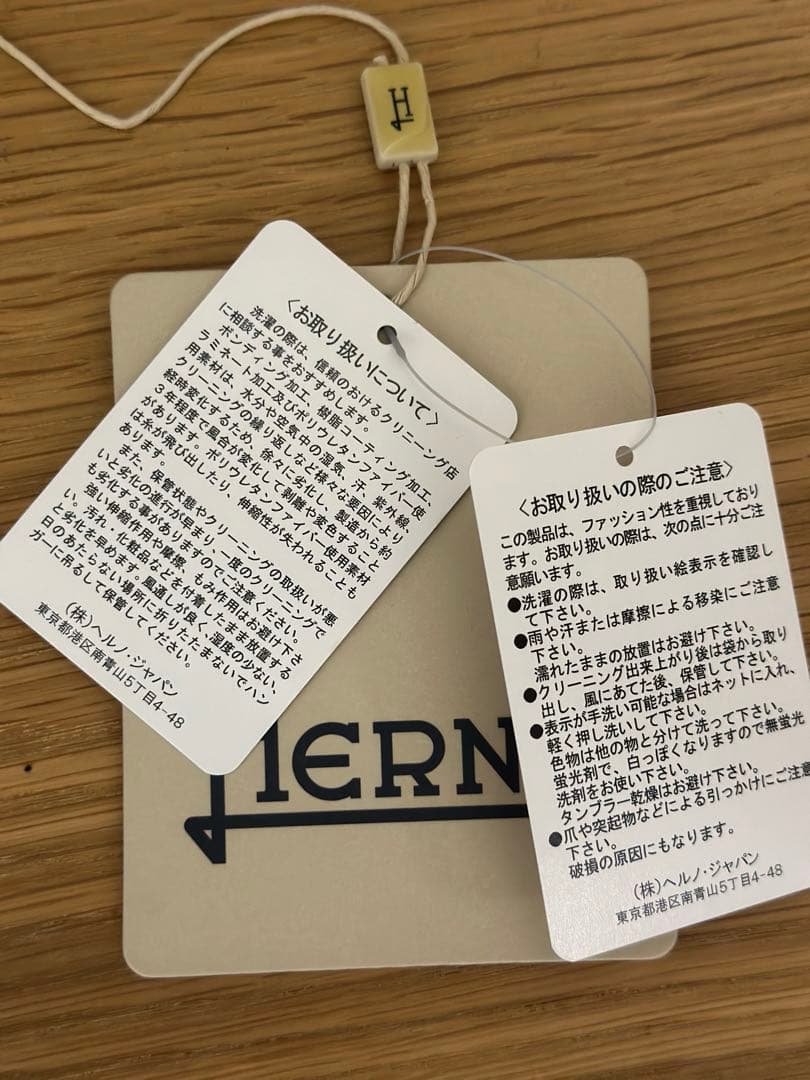 H
〈お取り扱いについて〉
洗濯の際は、信頼のおけるクリーニング店
に相談する事をおすすめします。
ボンディング加工、樹脂コーティング加工、
ラミネート加工及びポリウレタンファイバー使
用素材は、水分や空気中の湿気、汗、紫外線、
クリーニングの繰り返しなど様々な要因により
経時変化するため、徐々に劣化し、製造から約
3年程度で風合が変化して剥離や変色すること
があります。ポリウレタンファイバー使用素材
は糸が飛び出したり、伸縮性が失われることも
あります。
また、保管状態やクリーニングの取扱いが悪
いと劣化の進行が早まり、一度のクリーニングで
も劣化する事がありますのでご注意ください。
強い伸縮作用や摩擦、もみ作用はお避け下さ
い。汚れ、化粧品などを付着したまま放置する
と劣化を早めます。風通しが良く、湿度の少ない、
日のあたらない場所に折りたたまないでハン
ガーに吊るして保管してください。
(株)ヘルノ・ジャパン
東京都港区南青山5丁目4-48
〈お取り扱いの際のご注意〉
この製品は、ファッション性を重視しており
ます。お取り扱いの際は、次の点に十分ご注
意願います。
●洗濯の際は、取り扱い絵表示を確認し
て下さい。
●雨や汗または摩擦による移染にご注意
下さい。
濡れたままの放置はお避け下さい。
●クリーニング出来上がり後は袋から取り
出し、風にあてた後、保管して下さい。
●表示が手洗い可能な場合はネットに入れ、
軽く押し洗いして下さい。
色物は他の物と分けて洗って下さい。
蛍光剤で、白っぽくなりますので無蛍光
洗剤をお使い下さい。
タンブラー乾燥はお避け下さい。
●爪や突起物などによる引っかけにご注意
下さい。
破損の原因にもなります。
(株)ヘルノ・ジャパン
東京都港区南青山5丁目4-48
HERN